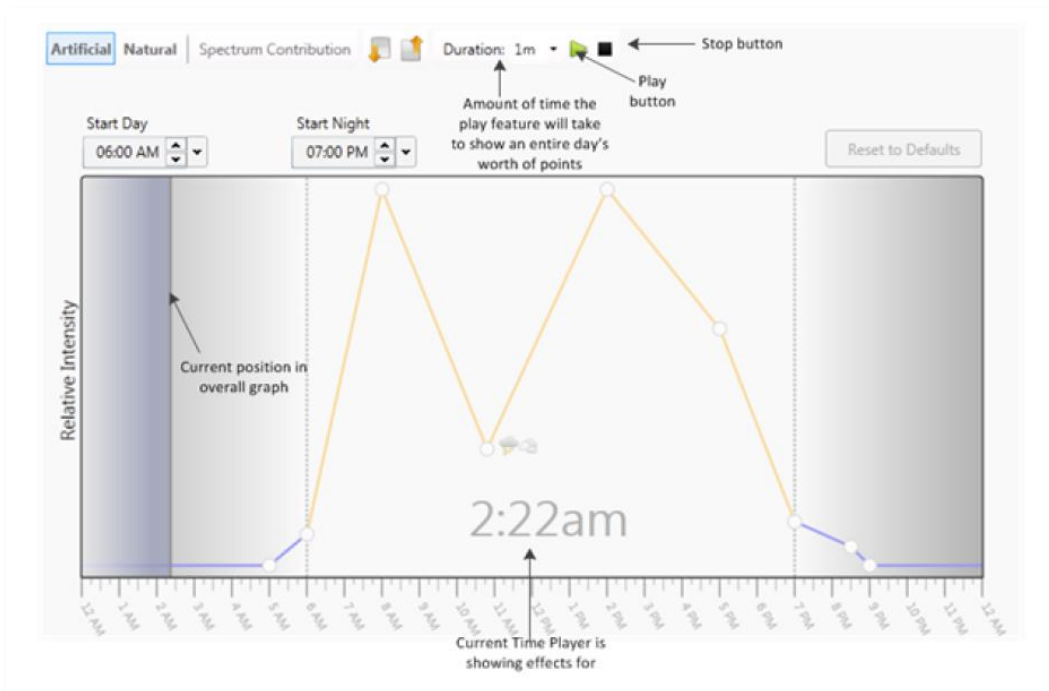 Artificial Natural Spectrum Contribution Duration: 1m Stop button
Play
button
Amount of time the
play feature will take
to show an entire day's
worth of points
Start Day Start Night
06:00 AM 07:00 PM Reset to Defaults
Relative Intensity
Current position in
overall graph
2:22am
12 AM 1 AM 2 AM 3 AM 4 AM 5 AM 6 AM 7 AM 8 AM 9 AM 10 AM 11 AM 12 PM 1 PM 2 PM 3 PM 4 PM 5 PM 6 PM 7 PM 8 PM 9 PM 10 PM 11 PM 12 AM
Current Time Player is
showing effects for